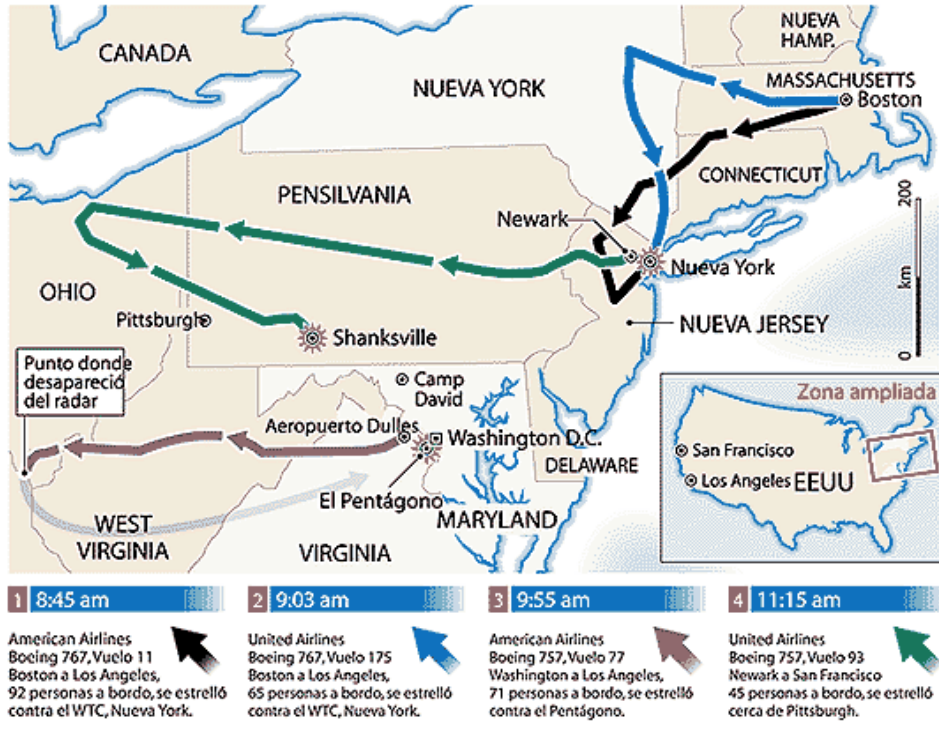 CANADA
NUEVA YORK
NUEVA
HAMP.
MASSACHUSETTS
Boston
CONNECTICUT
PENSILVANIA
Newark
Nueva York
200
km
0
OHIO
Pittsburgh
Shanksville
NUEVA JERSEY
Punto donde
desapareció
del radar
Camp
David
Aeropuerto Dulles
Washington D.C.
El Pentágono
DELAWARE
MARYLAND
WEST
VIRGINIA
VIRGINIA
Zona ampliada
San Francisco
Los Angeles
EEUU
1 8:45 am
American Airlines
Boeing 767, Vuelo 11
Boston a Los Angeles,
92 personas a bordo, se estrelló
contra el WTC, Nueva York.
2 9:03 am
United Airlines
Boeing 767, Vuelo 175
Boston a Los Angeles,
65 personas a bordo, se estrelló
contra el WTC, Nueva York.
3 9:55 am
American Airlines
Boeing 757, Vuelo 77
Washington a Los Angeles,
71 personas a bordo, se estrelló
contra el Pentágono.
4 11:15 am
United Airlines
Boeing 757, Vuelo 93
Newark a San Francisco
45 personas a bordo, se estrelló
cerca de Pittsburgh.